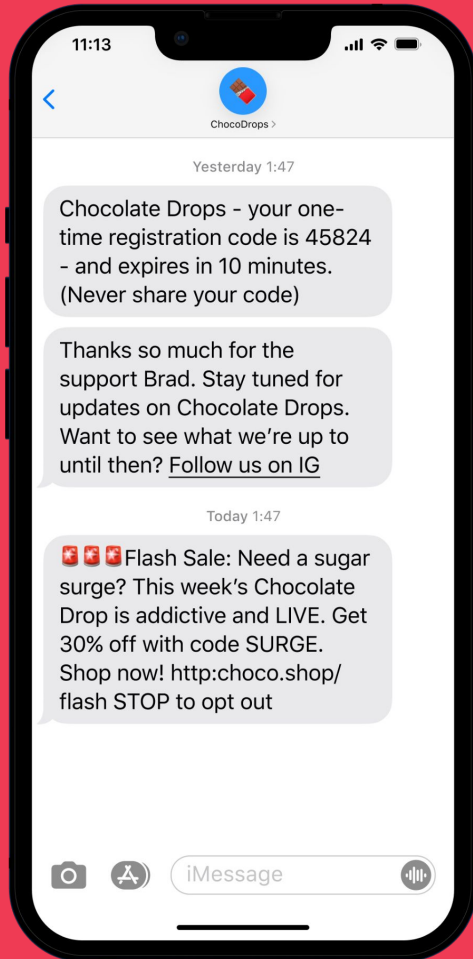 11:13
ChocoDrops >
Yesterday 1:47
Chocolate Drops - your one-
time registration code is 45824
- and expires in 10 minutes.
(Never share your code)
Thanks so much for the
support Brad. Stay tuned for
updates on Chocolate Drops.
Want to see what we’re up to
until then? Follow us on IG
Today 1:47
🚨🚨🚨Flash Sale: Need a sugar
surge? This week’s Chocolate
Drop is addictive and LIVE. Get
30% off with code SURGE.
Shop now! http:choco.shop/
flash STOP to opt out
iMessage